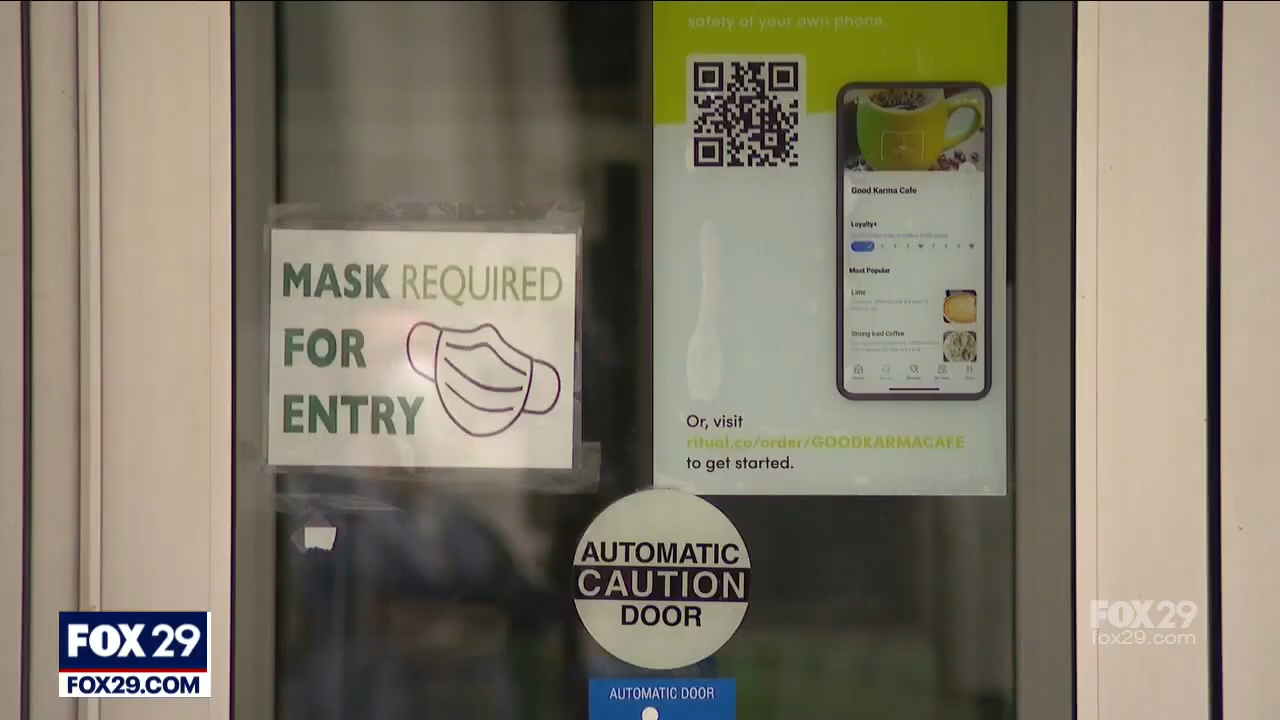 safety of your own phone.
MASK REQUIRED
FOR
ENTRY
Good Karma Cafe
Loyalty+
Most Popular
Latte
Strong Iced Coffee
Or, visit
ritual.co/order/GOODKARMACAFE
to get started.
AUTOMATIC
CAUTION
DOOR
AUTOMATIC DOOR
FOX 29
FOX29.COM
FOX29
fox29.com